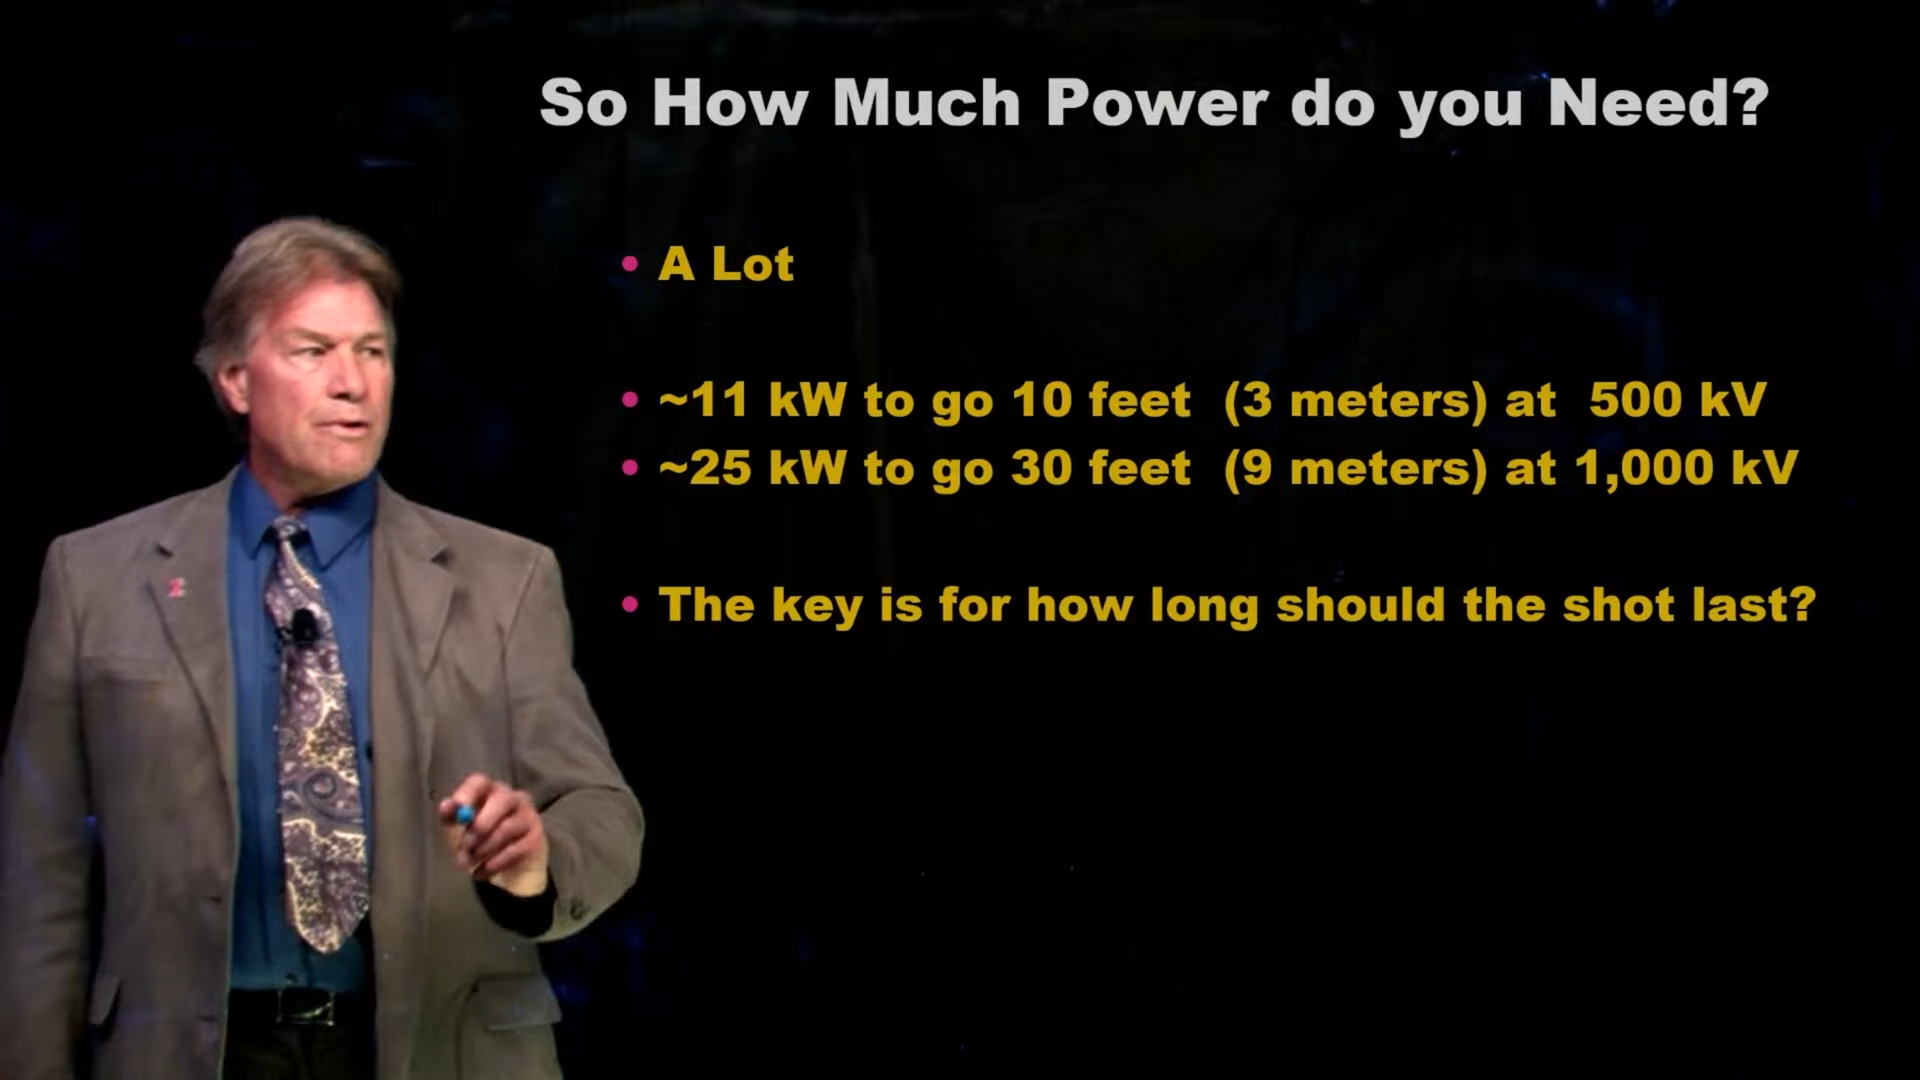 So How Much Power do you Need?
• A Lot
• ~11 kW to go 10 feet (3 meters) at 500 kV
• ~25 kW to go 30 feet (9 meters) at 1,000 kV
• The key is for how long should the shot last?